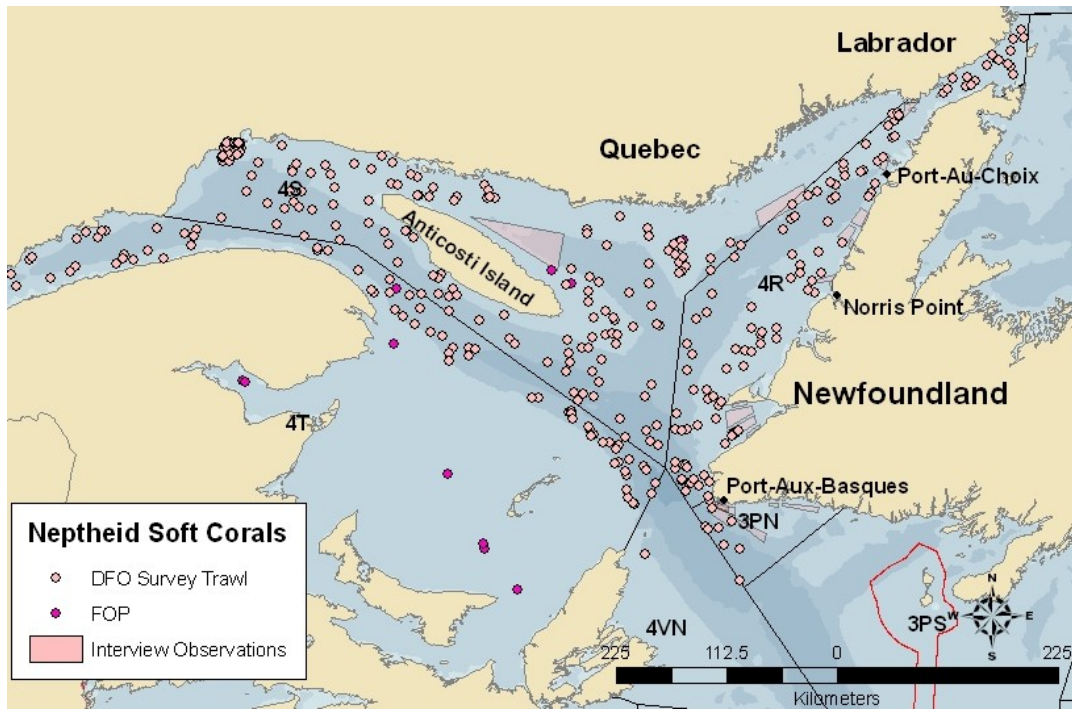 Labrador
Quebec
4S
Port-Au-Choix
Anticosti Island
4R
Norris Point
Newfoundland
4T
Port-Aux-Basques
3PN
Neptheid Soft Corals
DFO Survey Trawl
FOP
Interview Observations
4VN
3PS
N
W
E
S
225 112.5 0 225
Kilometers